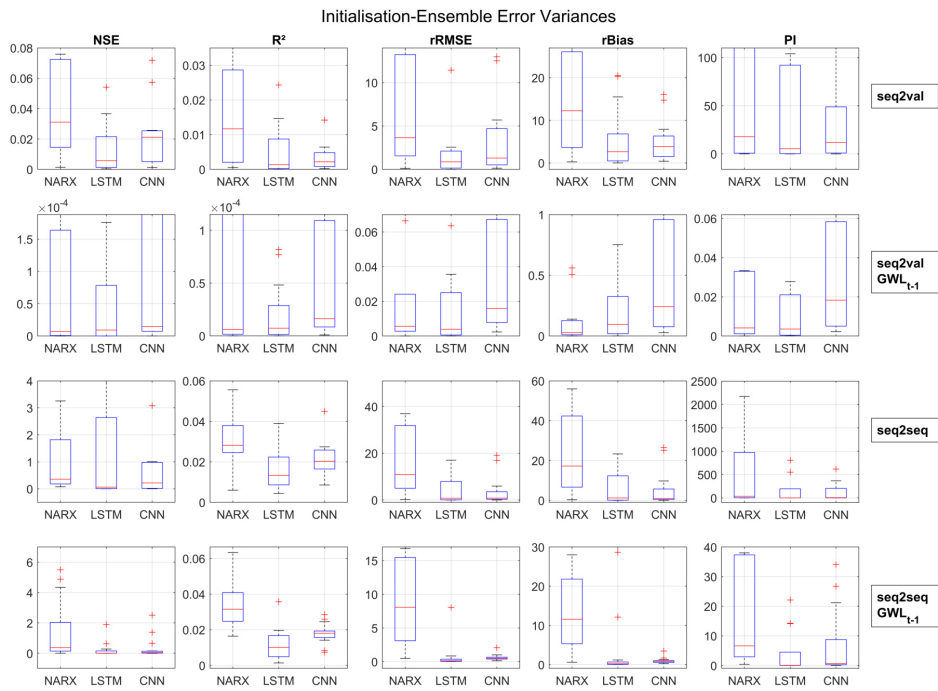 Initialisation-Ensemble Error Variances
NSE R² rRMSE rBias PI
0.08 0.06 0.04 0.02 0
NARX LSTM CNN
0.03 0.02 0.01 0.000
NARX LSTM CNN
10 5 0
NARX LSTM CNN
20 10 0
NARX LSTM CNN
100 50 0
NARX LSTM CNN
seq2val
×10⁻⁴
1.5 1 0.5 0
NARX LSTM CNN
×10⁻⁴
1 0.5 0
NARX LSTM CNN
0.06 0.04 0.02 0
NARX LSTM CNN
1 0.5 0
NARX LSTM CNN
0.06 0.04 0.02 0
NARX LSTM CNN
seq2val
GWLt-1
4 3 2 1 0
NARX LSTM CNN
0.06 0.04 0.02 0.00
NARX LSTM CNN
40 20 0
NARX LSTM CNN
60 40 20 0
NARX LSTM CNN
2500 2000 1500 1000 500 0
NARX LSTM CNN
seq2seq
6 4 2 0
NARX LSTM CNN
0.06 0.04 0.02 0.00
NARX LSTM CNN
15 10 5 0
NARX LSTM CNN
30 20 10 0
NARX LSTM CNN
40 30 20 10 0
NARX LSTM CNN
seq2seq
GWLt-1